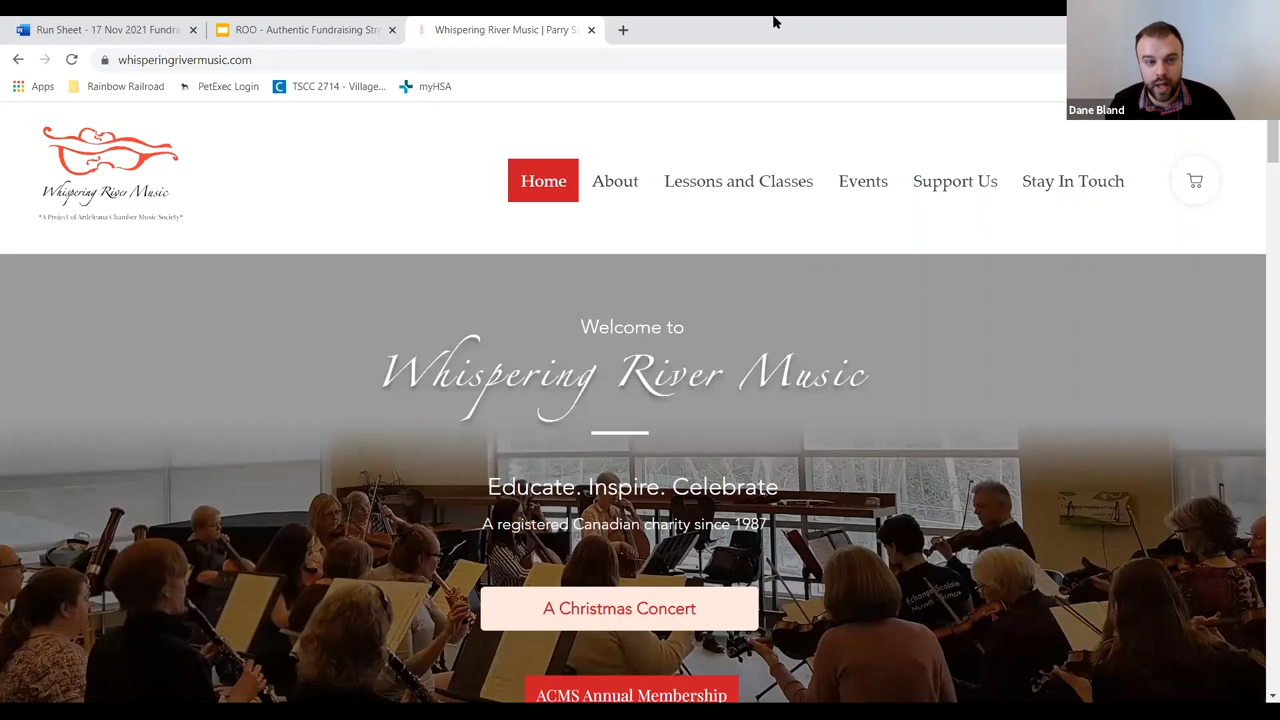 Run Sheet - 17 Nov 2021 Fundra
ROO - Authentic Fundraising Stra
Whispering River Music | Parry S
whisperingrivermusic.com
Apps
Rainbow Railroad
PetExec Login
TSCC 2714 - Village...
myHSA
Dane Bland
Whispering River Music
*A Project of Ardeleana Chamber Music Society*
Home
About
Lessons and Classes
Events
Support Us
Stay In Touch
Welcome to
Whispering River Music
Educate. Inspire. Celebrate
A registered Canadian charity since 1987
A Christmas Concert
ACMS Annual Membership